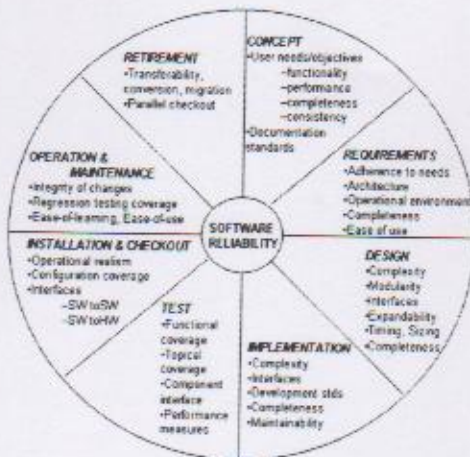 CONCEPT
•User needs/objectives
–functionality
–performance
–completeness
–consistency
•Documentation
standards
REQUIREMENTS
•Adherence to needs
•Architecture
•Operational environment
•Completeness
•Ease of use
DESIGN
•Complexity
•Modularity
•Interfaces
•Expandability
•Timing, Sizing
•Completeness
IMPLEMENTATION
•Complexity
•Interfaces
•Development stds
•Completeness
•Maintainability
TEST
•Functional
coverage
•Topical
coverage
•Component
interface
•Performance
measures
INSTALLATION & CHECKOUT
•Operational realism
•Configuration coverage
•Interfaces
–SW to SW
–SW to HW
OPERATION &
MAINTENANCE
•Integrity of changes
•Regression testing coverage
•Ease-of-learning, Ease-of-use
RETIREMENT
•Transferability,
conversion, migration
•Parallel checkout
SOFTWARE
RELIABILITY